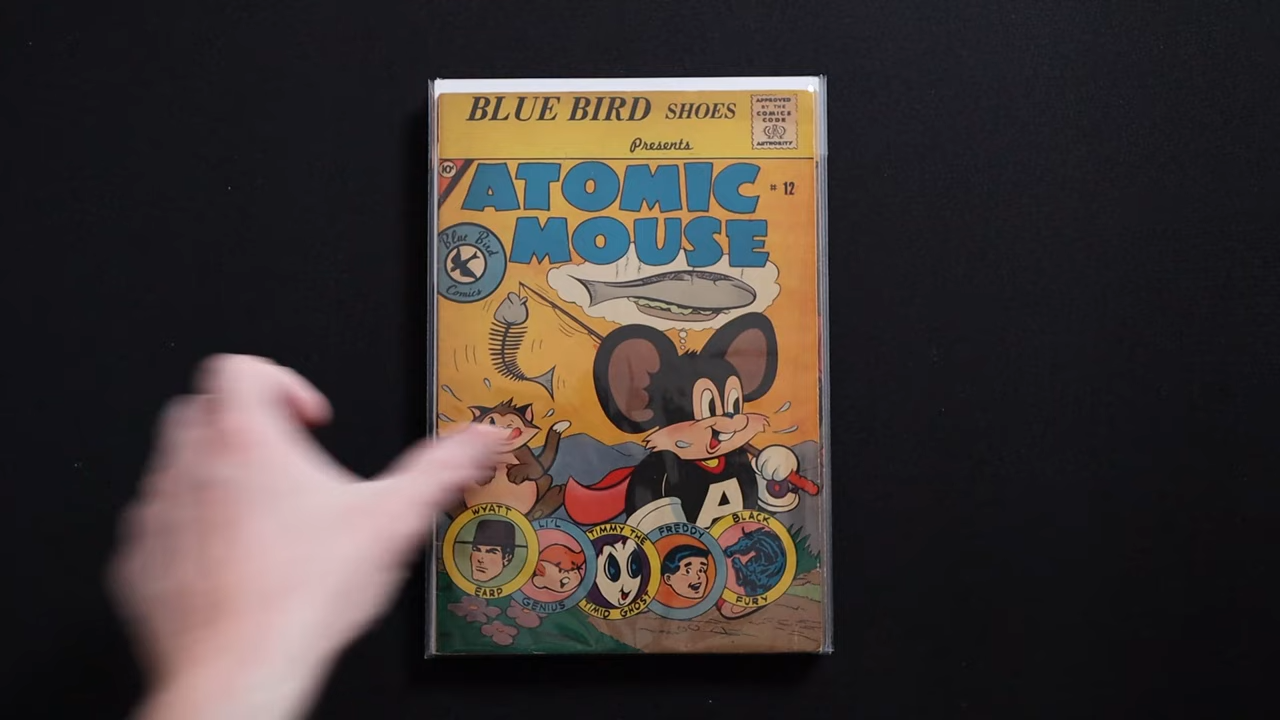 BLUE BIRD SHOES
Presents
APPROVED
BY THE
COMICS
CODE
CA
AUTHORITY
10¢
ATOMIC
# 12
MOUSE
Blue Bird
Comics
A
WYATT
EARP
LI'L
GENIUS
TIMMY THE
TIMID GHOST
FREDDY
BLACK
FURY